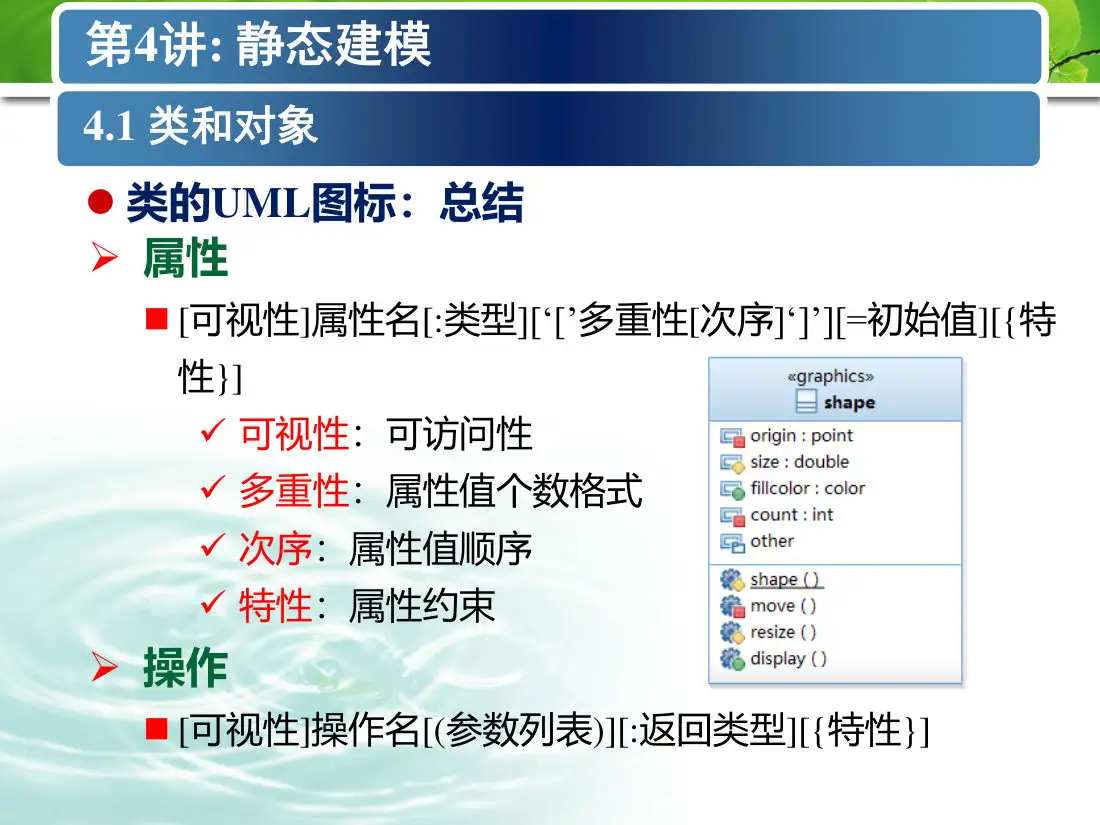 第4讲: 静态建模
4.1 类和对象
类的UML图标：总结
属性
[可视性]属性名[:类型][‘[’多重性[次序]‘]’][=初始值][{特
性}]
可视性：可访问性
多重性：属性值个数格式
次序：属性值顺序
特性：属性约束
«graphics»
shape
origin : point
size : double
fillcolor : color
count : int
other
shape ( )
move ( )
resize ( )
display ( )
操作
[可视性]操作名[(参数列表)][:返回类型][{特性}]